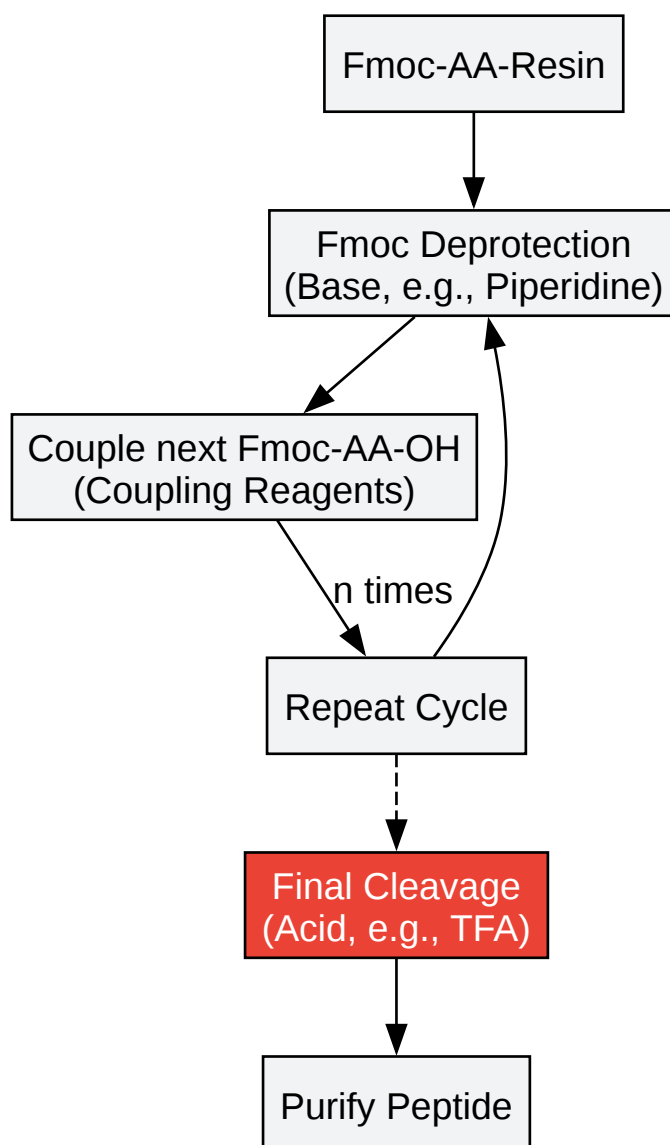 Fmoc-AA-Resin
Fmoc Deprotection
(Base, e.g., Piperidine)
Couple next Fmoc-AA-OH
(Coupling Reagents)
n times
Repeat Cycle
Final Cleavage
(Acid, e.g., TFA)
Purify Peptide